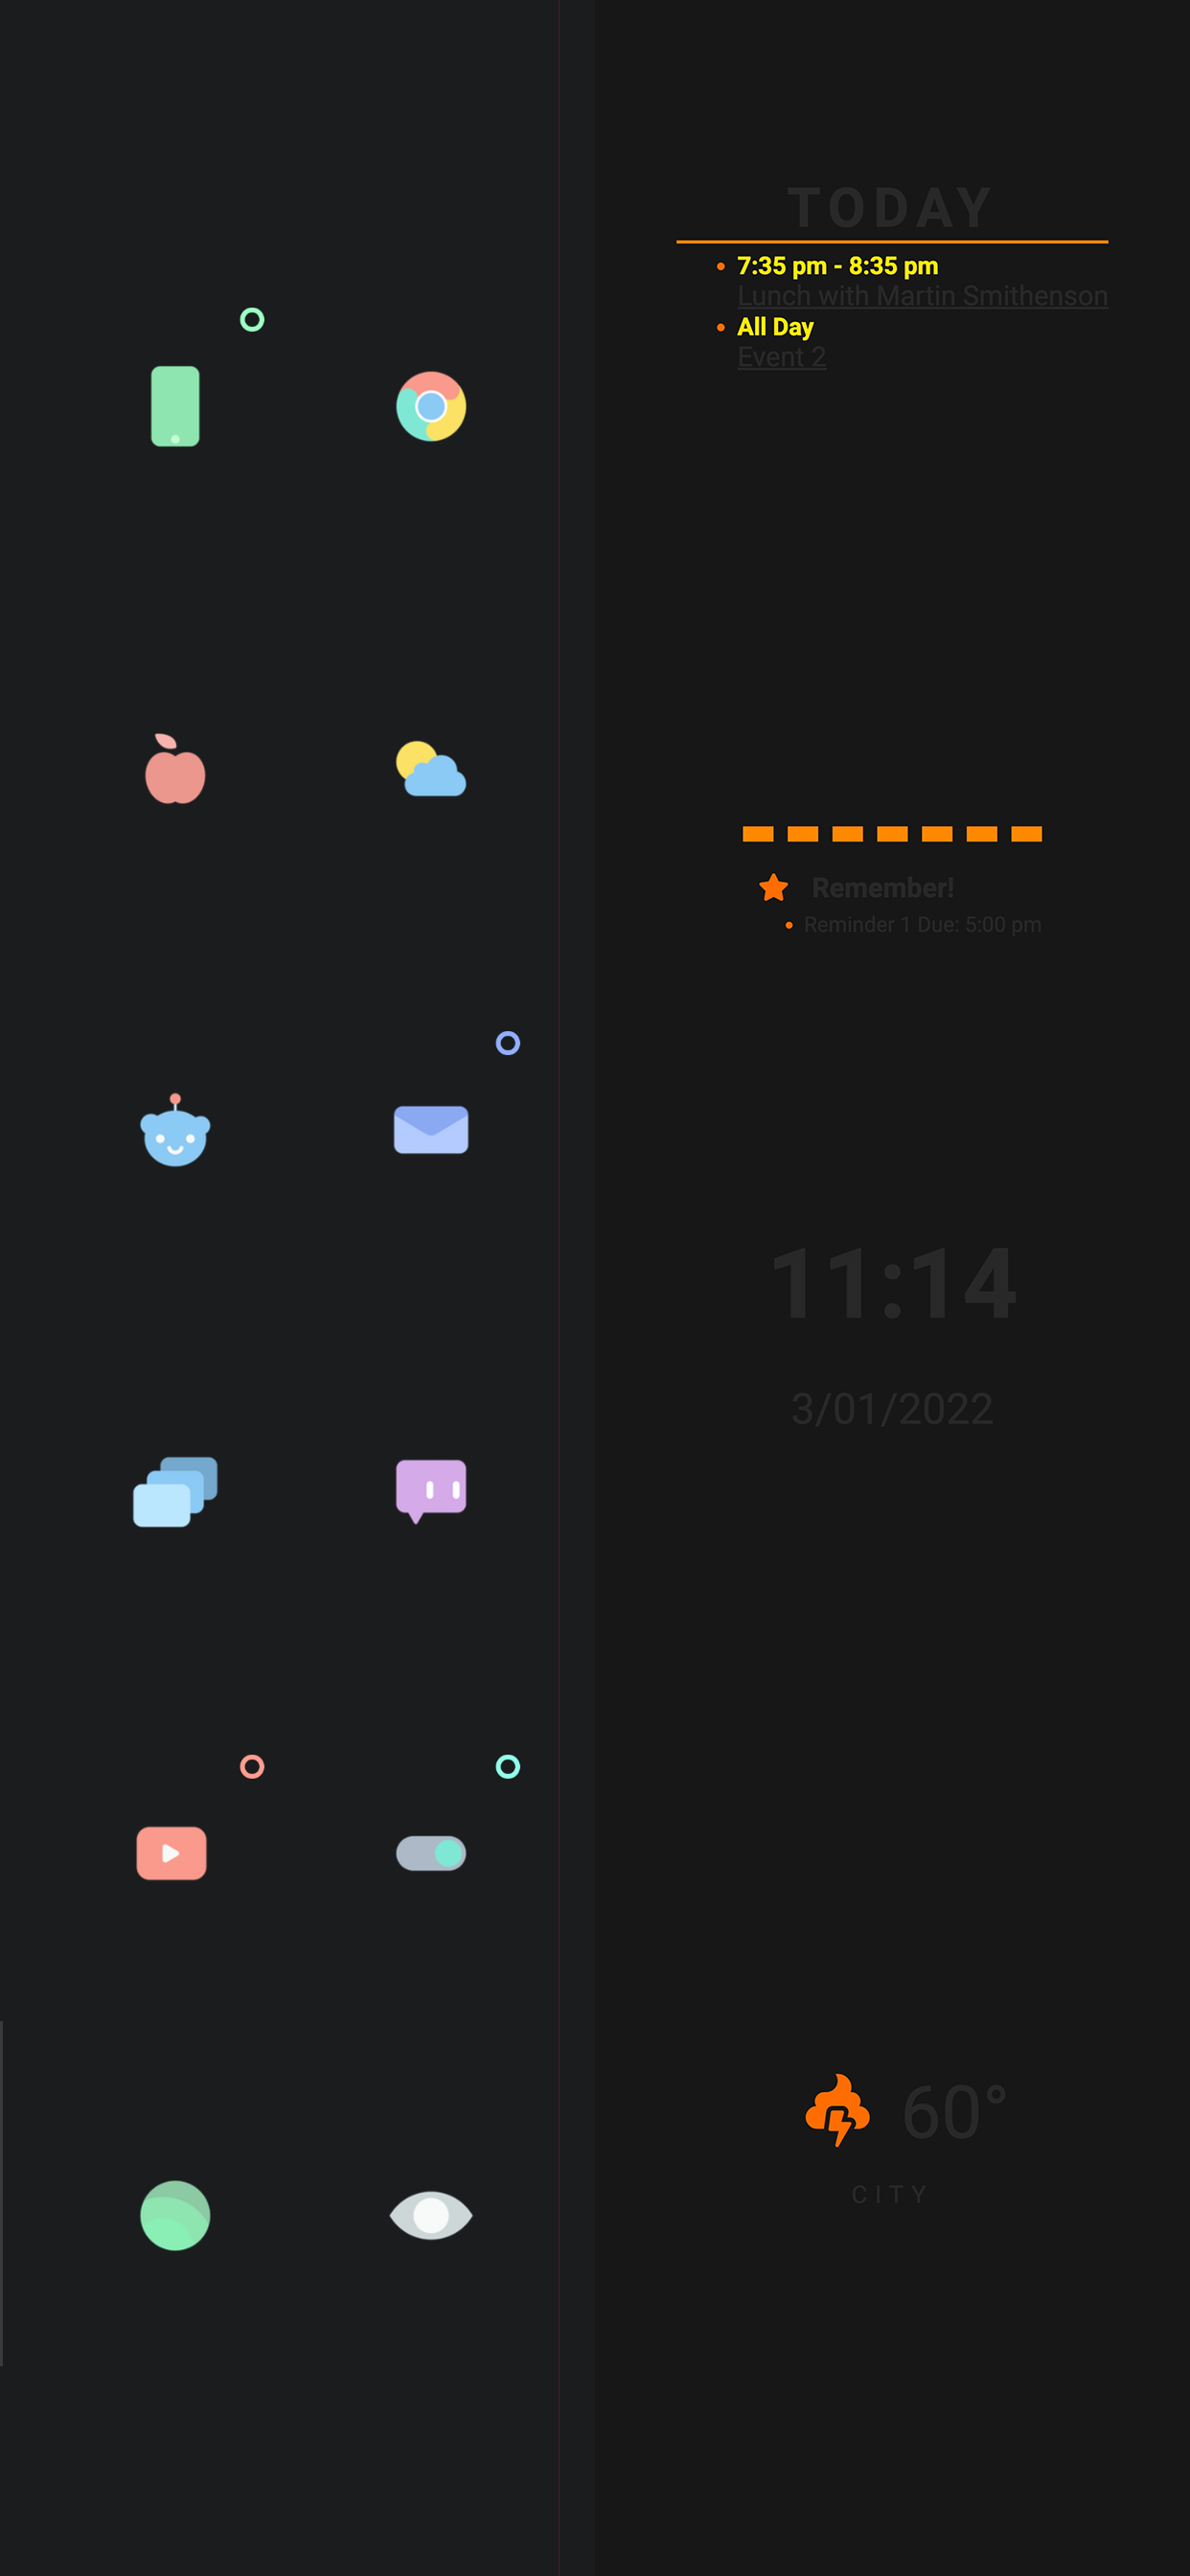 TODAY
7:35 pm - 8:35 pm
Lunch with Martin Smithenson
All Day
Event 2
Remember!
Reminder 1 Due: 5:00 pm
11:14
3/01/2022
60°
CITY